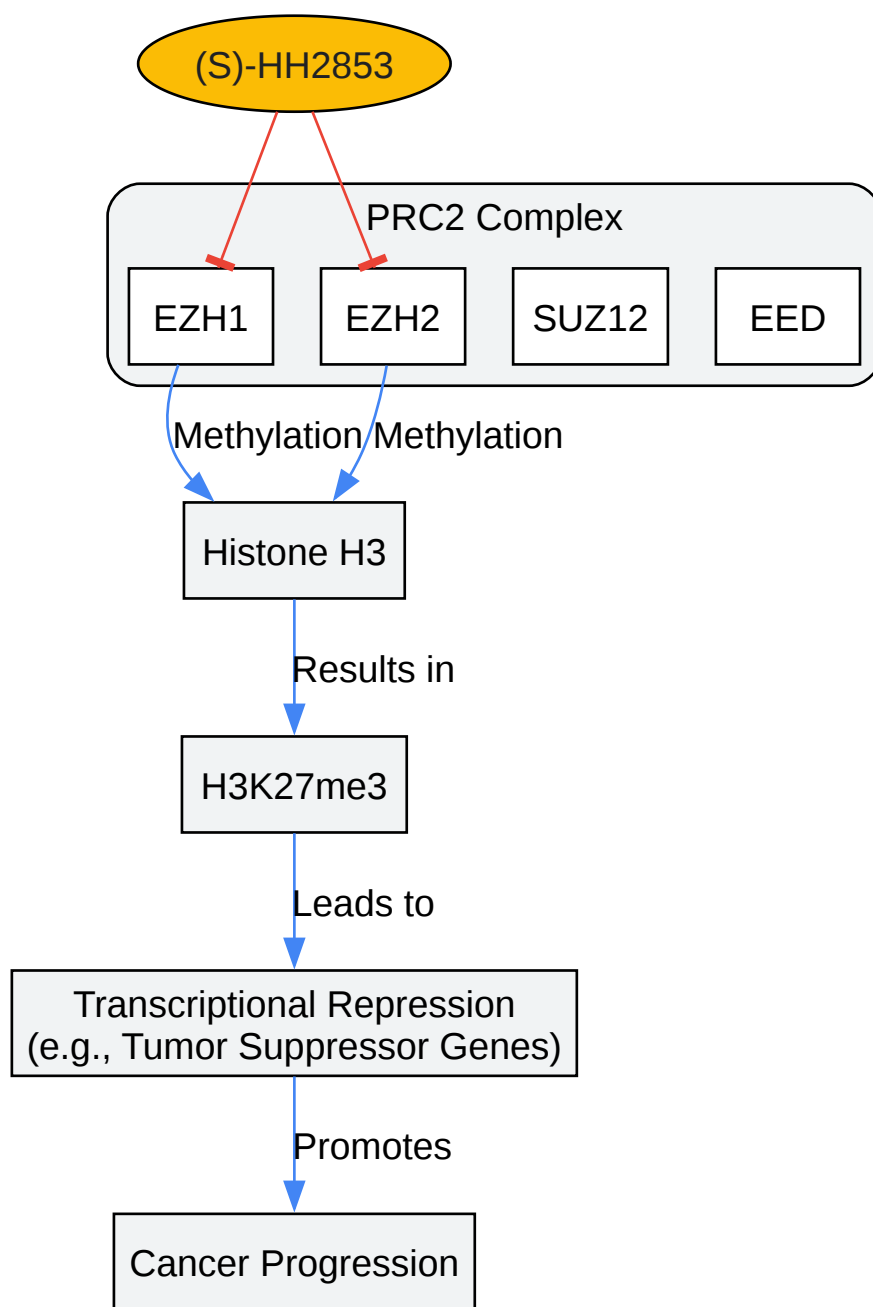 (S)-HH2853
PRC2 Complex
EZH1
EZH2
SUZ12
EED
Methylation
Methylation
Histone H3
Results in
H3K27me3
Leads to
Transcriptional Repression
(e.g., Tumor Suppressor Genes)
Promotes
Cancer Progression